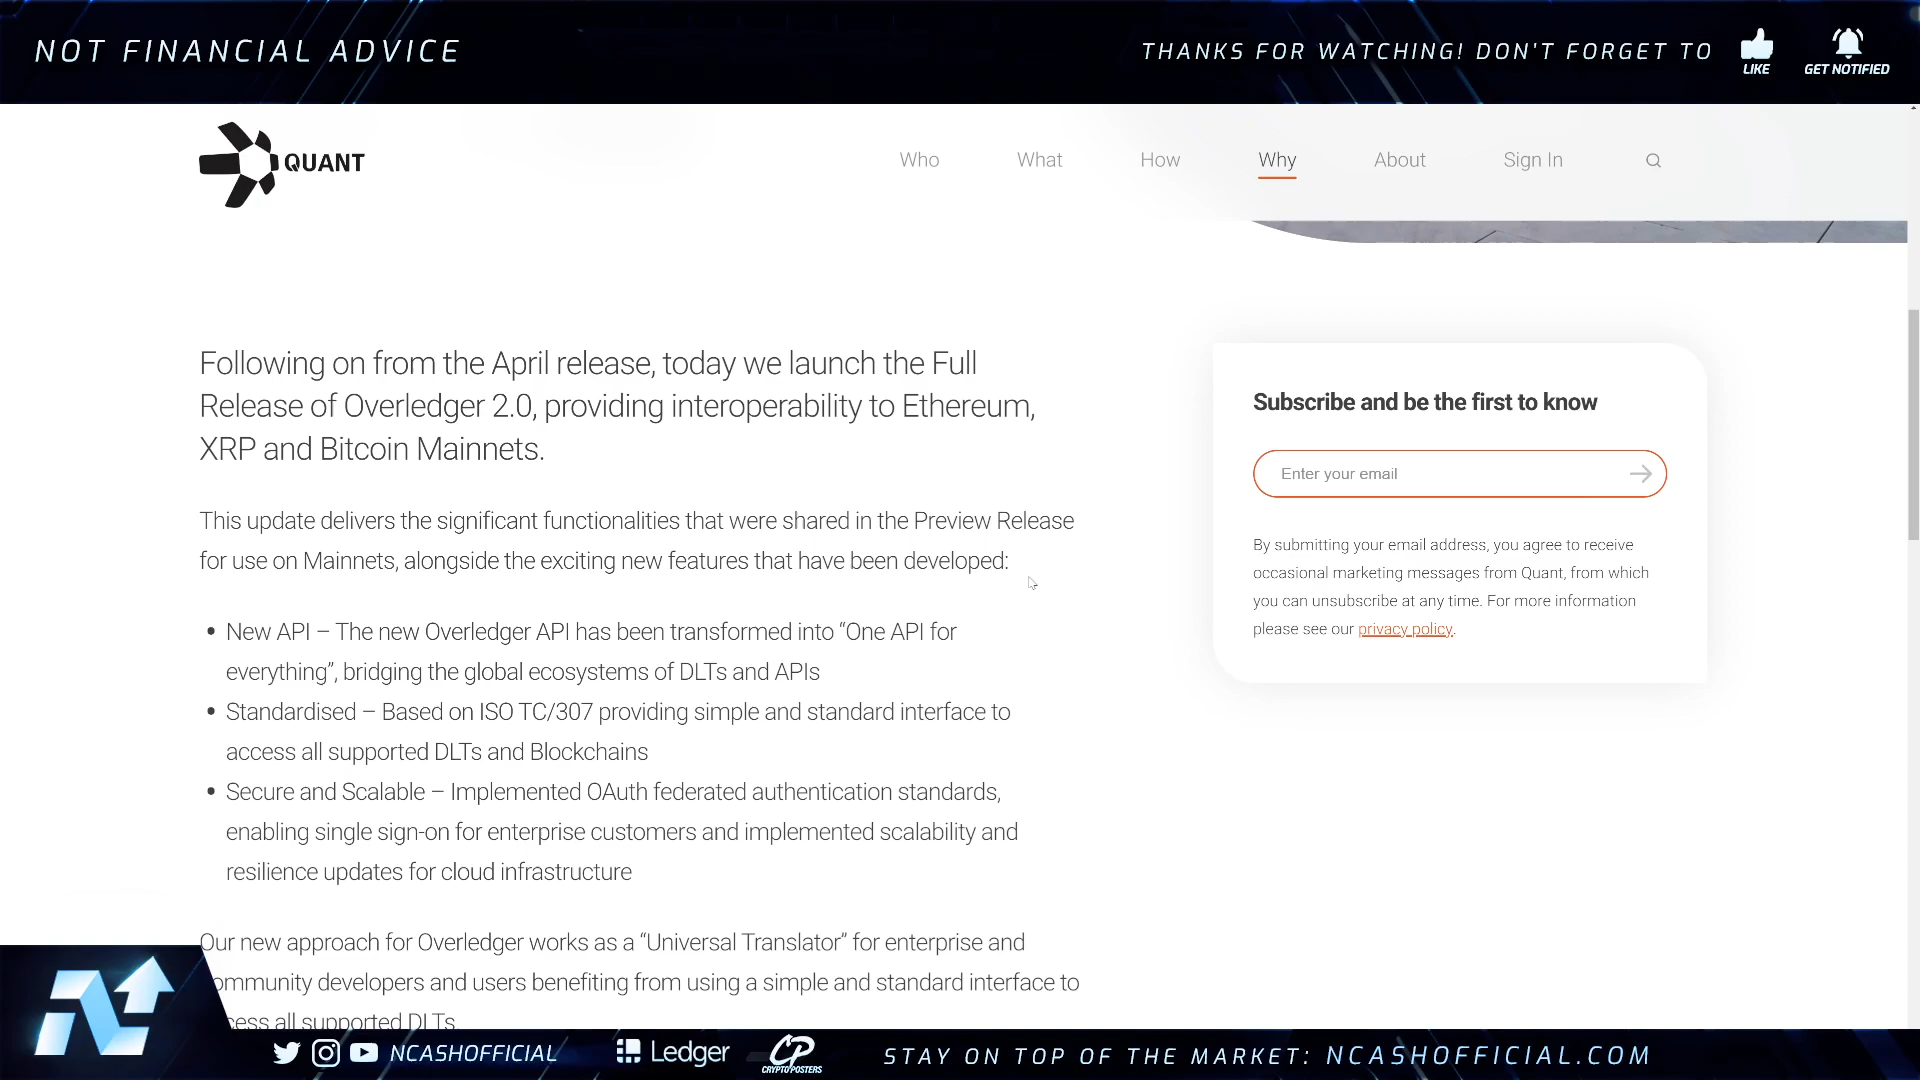 NOT FINANCIAL ADVICE
THANKS FOR WATCHING! DON'T FORGET TO
LIKE
GET NOTIFIED
QUANT
Who
What
How
Why
About
Sign In
Following on from the April release, today we launch the Full
Release of Overledger 2.0, providing interoperability to Ethereum,
XRP and Bitcoin Mainnets.
This update delivers the significant functionalities that were shared in the Preview Release
for use on Mainnets, alongside the exciting new features that have been developed:
• New API – The new Overledger API has been transformed into “One API for
everything”, bridging the global ecosystems of DLTs and APIs
• Standardised – Based on ISO TC/307 providing simple and standard interface to
access all supported DLTs and Blockchains
• Secure and Scalable – Implemented OAuth federated authentication standards,
enabling single sign-on for enterprise customers and implemented scalability and
resilience updates for cloud infrastructure
Our new approach for Overledger works as a “Universal Translator” for enterprise and
ommunity developers and users benefiting from using a simple and standard interface to
cess all supported DLTs
Subscribe and be the first to know
Enter your email
By submitting your email address, you agree to receive
occasional marketing messages from Quant, from which
you can unsubscribe at any time. For more information
please see our privacy policy.
NCASHOFFICIAL
Ledger
CP
CRYPTOPOSTERS
STAY ON TOP OF THE MARKET: NCASHOFFICIAL.COM